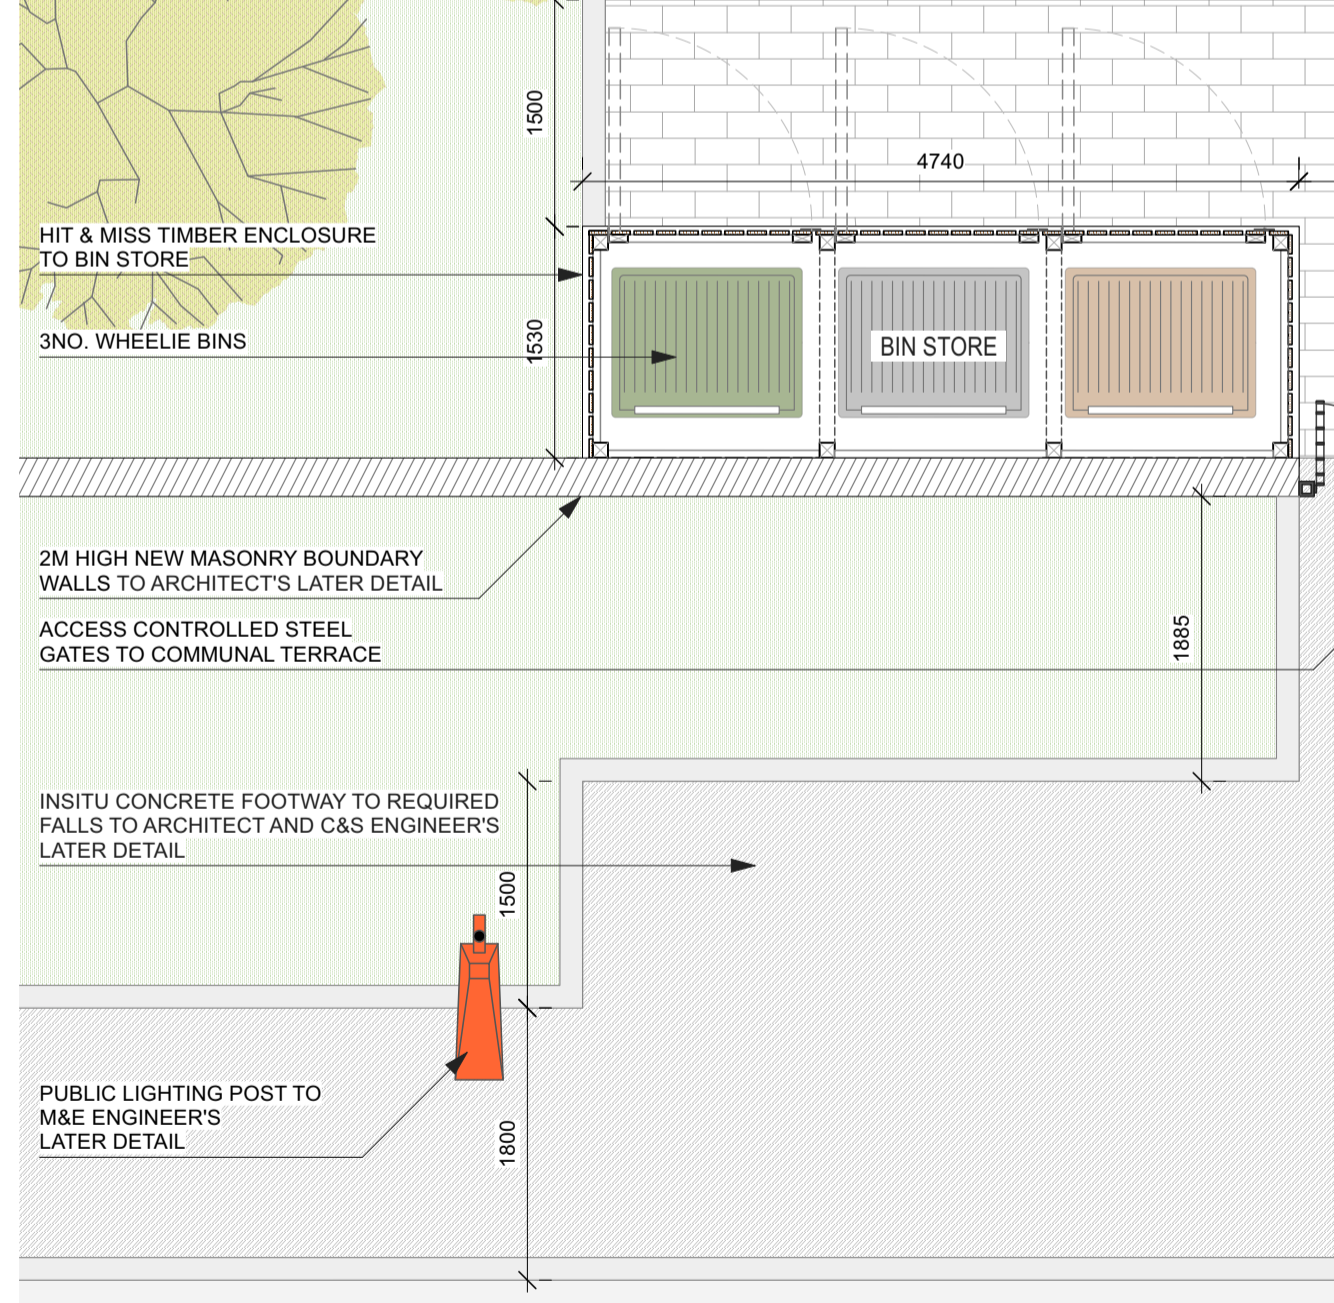 1500
4740
HIT & MISS TIMBER ENCLOSURE
TO BIN STORE
3NO. WHEELIE BINS
1530
BIN STORE
2M HIGH NEW MASONRY BOUNDARY
WALLS TO ARCHITECT'S LATER DETAIL
ACCESS CONTROLLED STEEL
GATES TO COMMUNAL TERRACE
1885
INSITU CONCRETE FOOTWAY TO REQUIRED
FALLS TO ARCHITECT AND C&S ENGINEER'S
LATER DETAIL
1500
PUBLIC LIGHTING POST TO
M&E ENGINEER'S
LATER DETAIL
1800